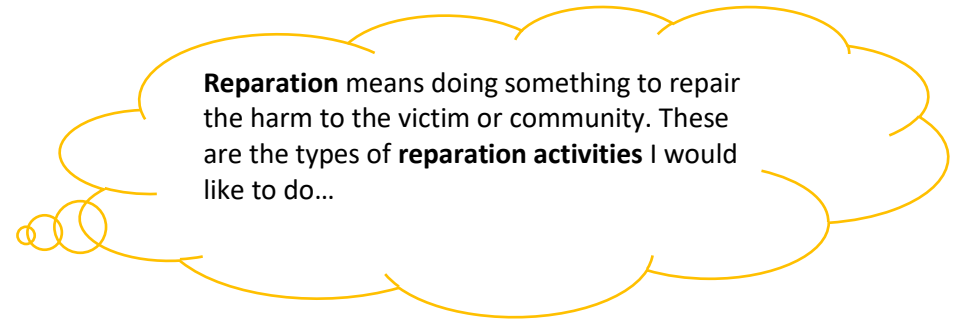 Reparation means doing something to repair
the harm to the victim or community. These
are the types of reparation activities I would
like to do…